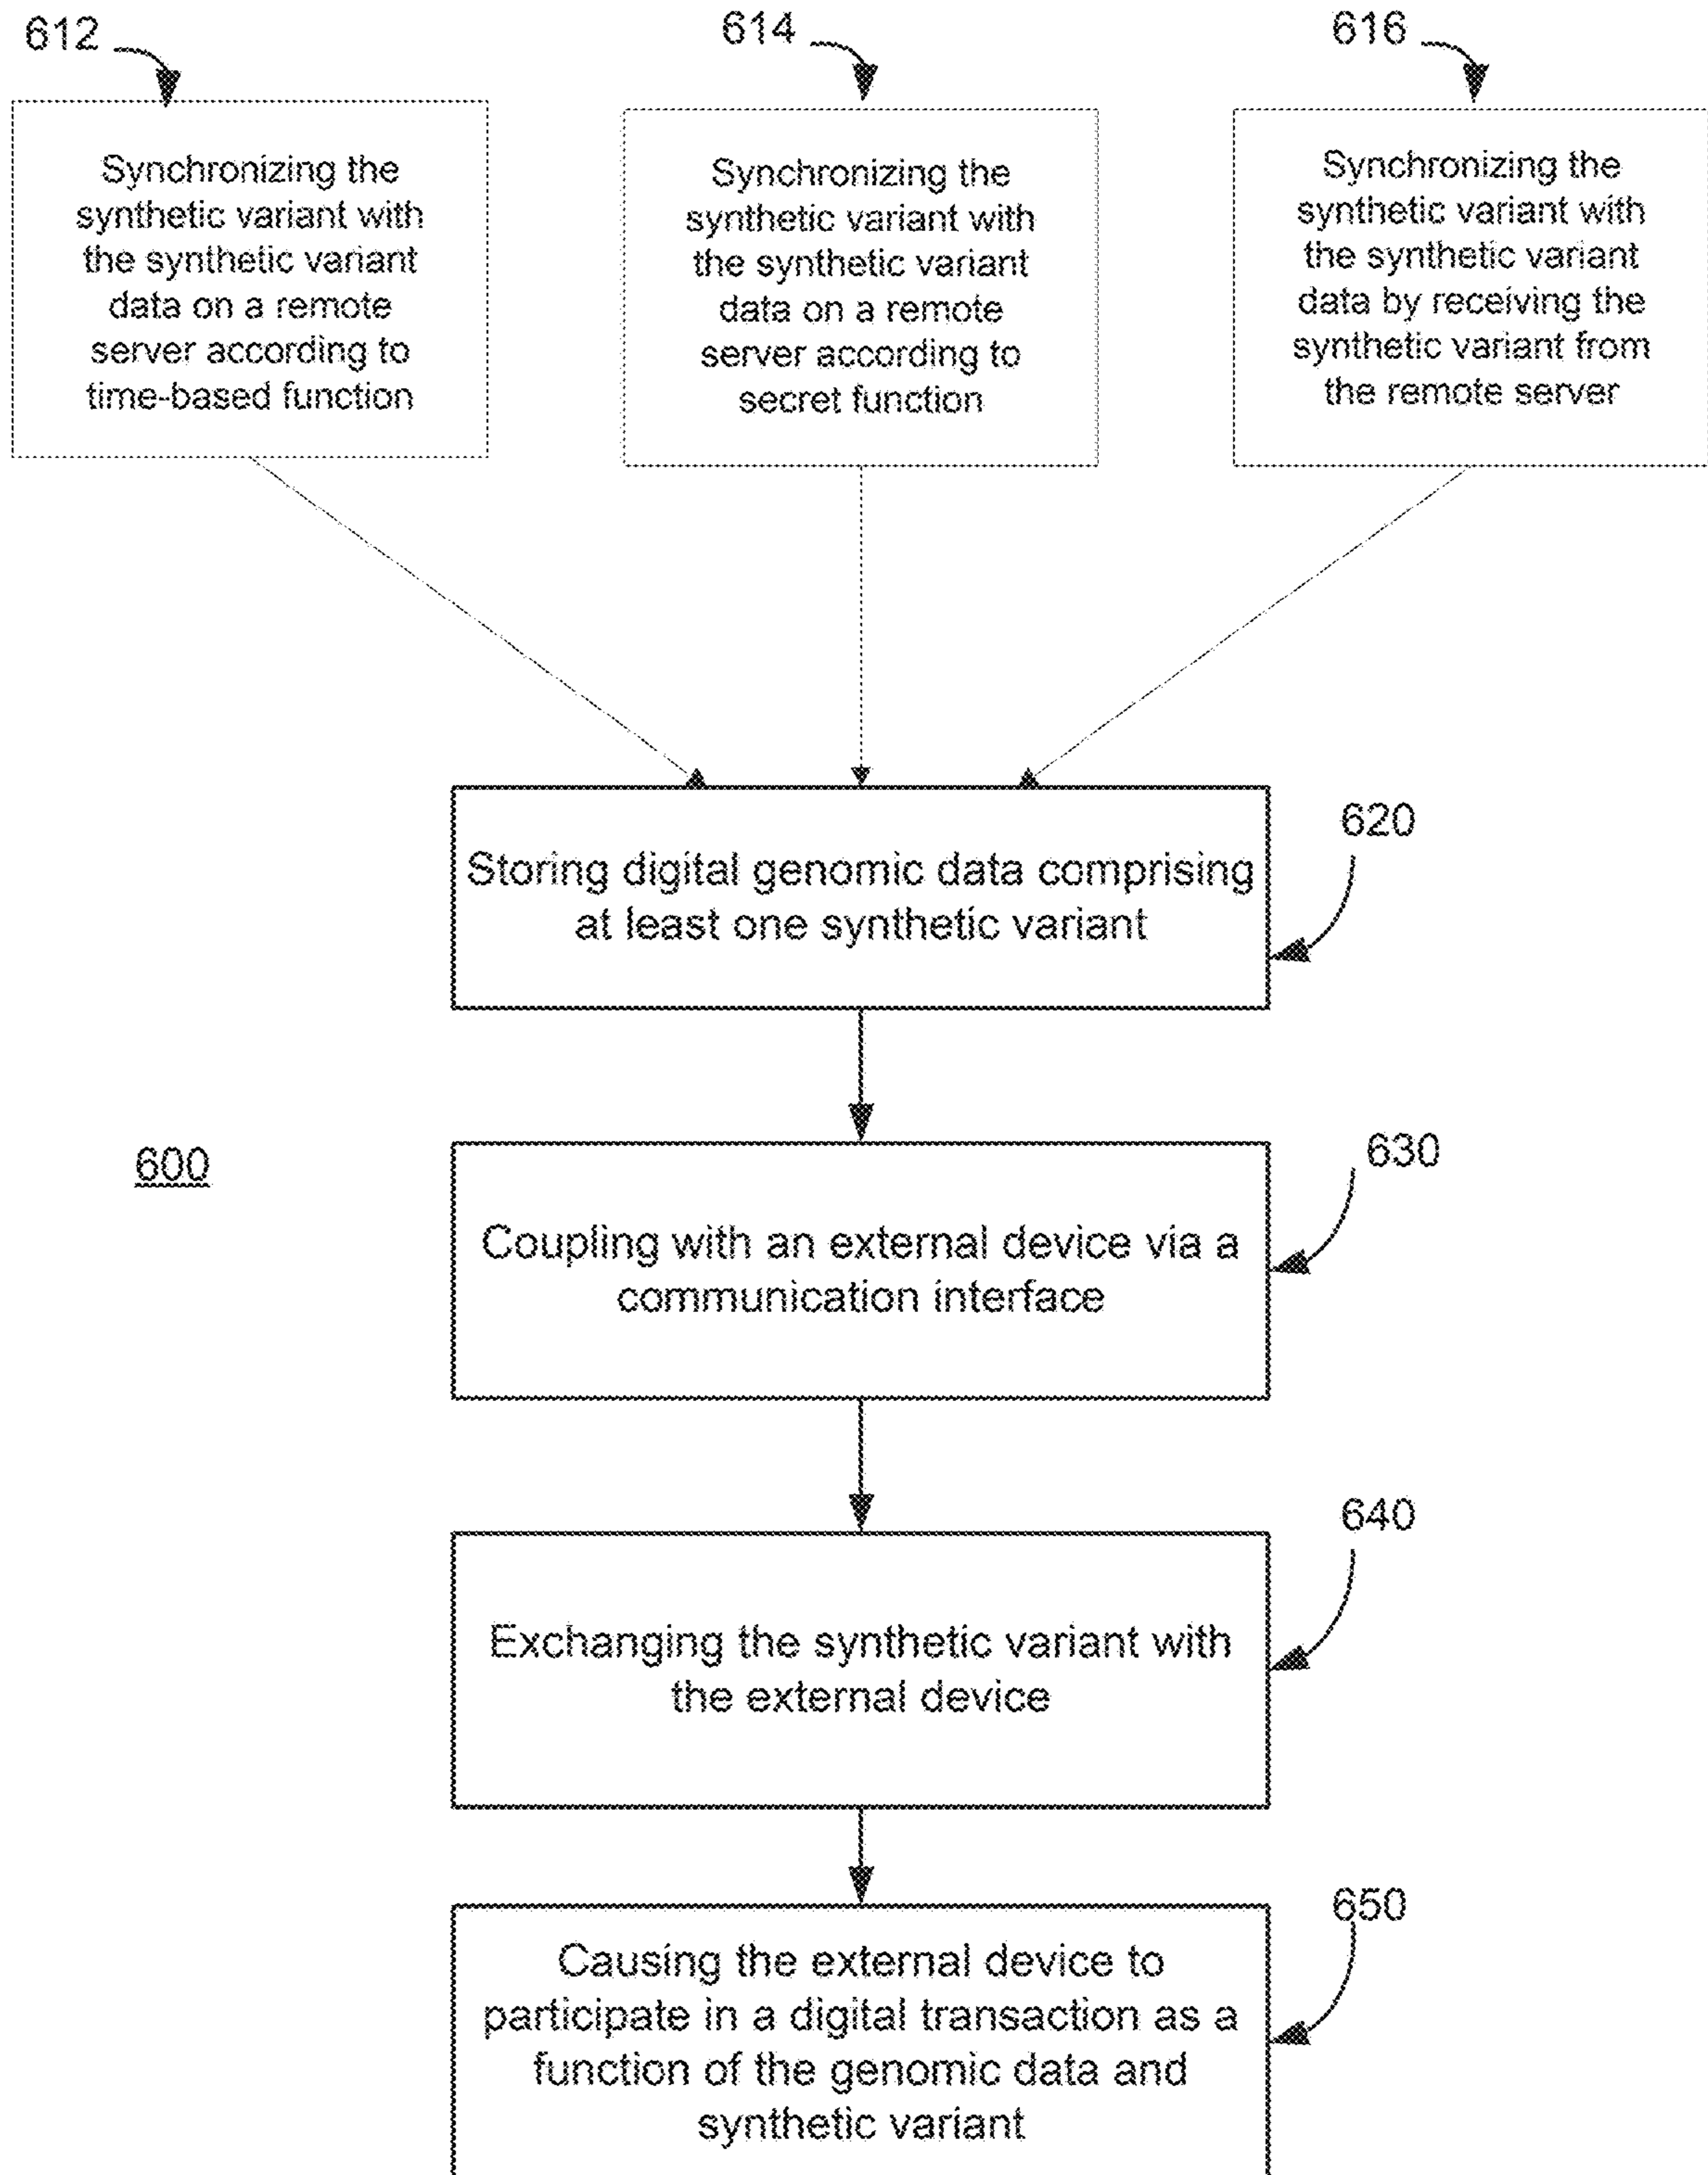 612
614
616
Synchronizing the
synthetic variant with
the synthetic variant
data on a remote
server according to
time-based function
Synchronizing the
synthetic variant with
the synthetic variant
data on a remote
server according to
secret function
Synchronizing the
synthetic variant with
the synthetic variant
data by receiving the
synthetic variant from
the remote server
620
Storing digital genomic data comprising
at least one synthetic variant
600
630
Coupling with an external device via a
communication interface
640
Exchanging the synthetic variant with
the external device
650
Causing the external device to
participate in a digital transaction as a
function of the genomic data and
synthetic variant